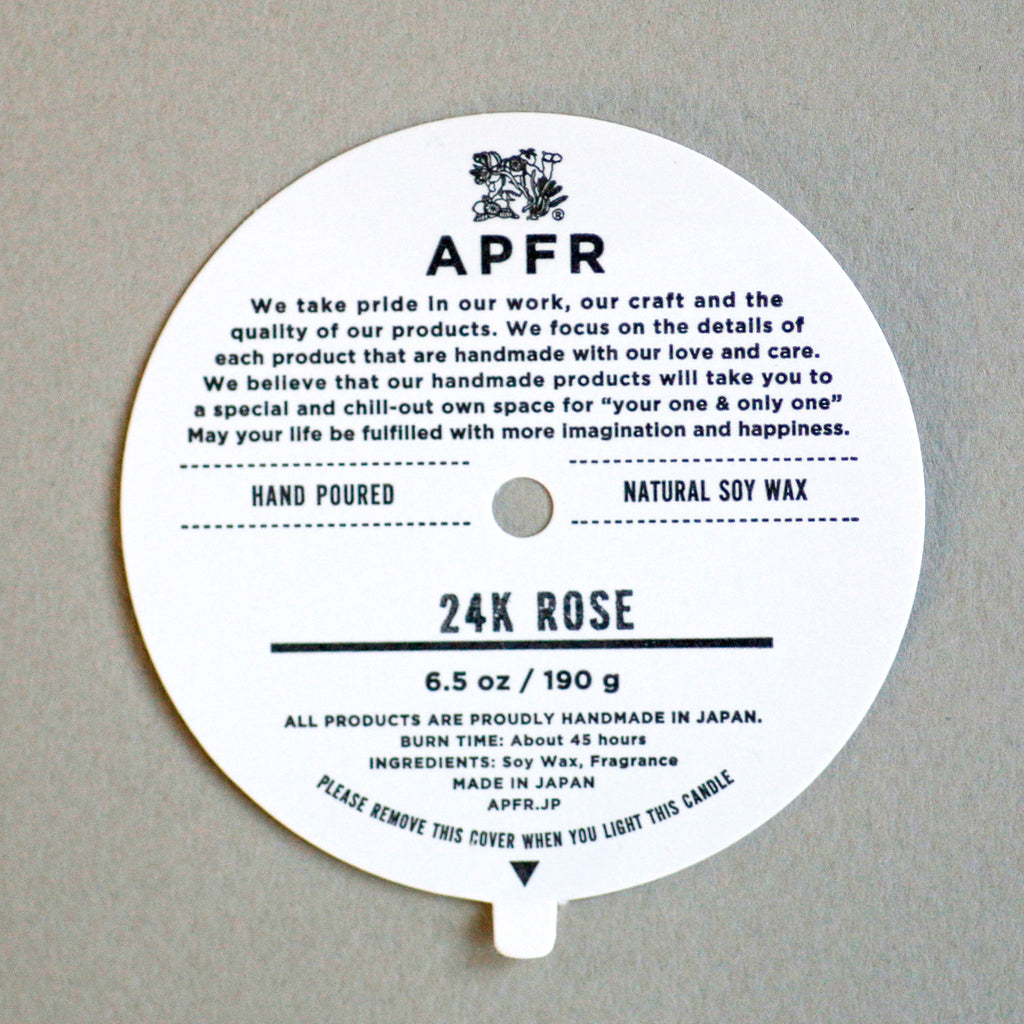 ®
APFR
We take pride in our work, our craft and the
quality of our products. We focus on the details of
each product that are handmade with our love and care.
We believe that our handmade products will take you to
a special and chill-out own space for “your one & only one”
May your life be fulfilled with more imagination and happiness.
HAND POURED
NATURAL SOY WAX
24K ROSE
6.5 oz / 190 g
ALL PRODUCTS ARE PROUDLY HANDMADE IN JAPAN.
BURN TIME: About 45 hours
INGREDIENTS: Soy Wax, Fragrance
MADE IN JAPAN
APFR.JP
PLEASE REMOVE THIS COVER WHEN YOU LIGHT THIS CANDLE